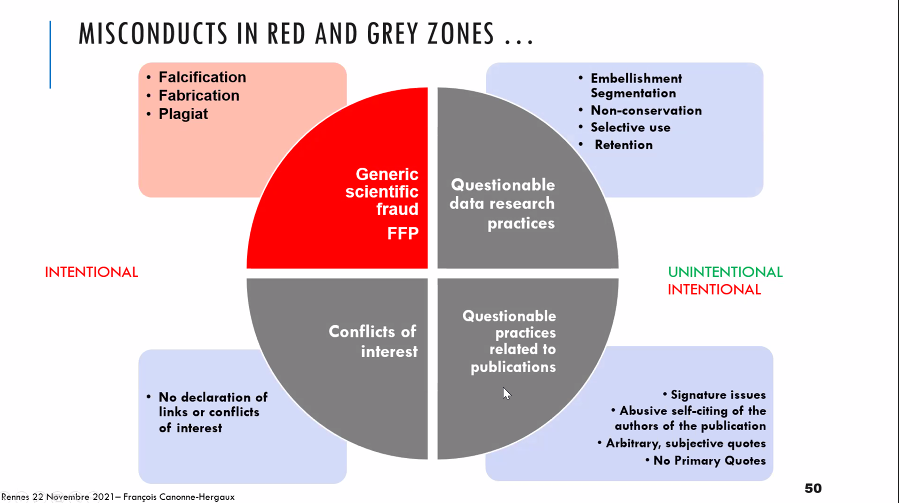 MISCONDUCTS IN RED AND GREY ZONES ...
• Falcification
• Fabrication
• Plagiat
• Embellishment
Segmentation
• Non-conservation
• Selective use
• Retention
Generic
scientific
fraud
FFP
Questionable
data research
practices
INTENTIONAL
UNINTENTIONAL
INTENTIONAL
Conflicts of
interest
Questionable
practices
related to
publications
• No declaration of
links or conflicts
of interest
• Signature issues
• Abusive self-citing of the
authors of the publication
• Arbitrary, subjective quotes
• No Primary Quotes
Rennes 22 Novembre 2021– François Canonne-Hergaux
50